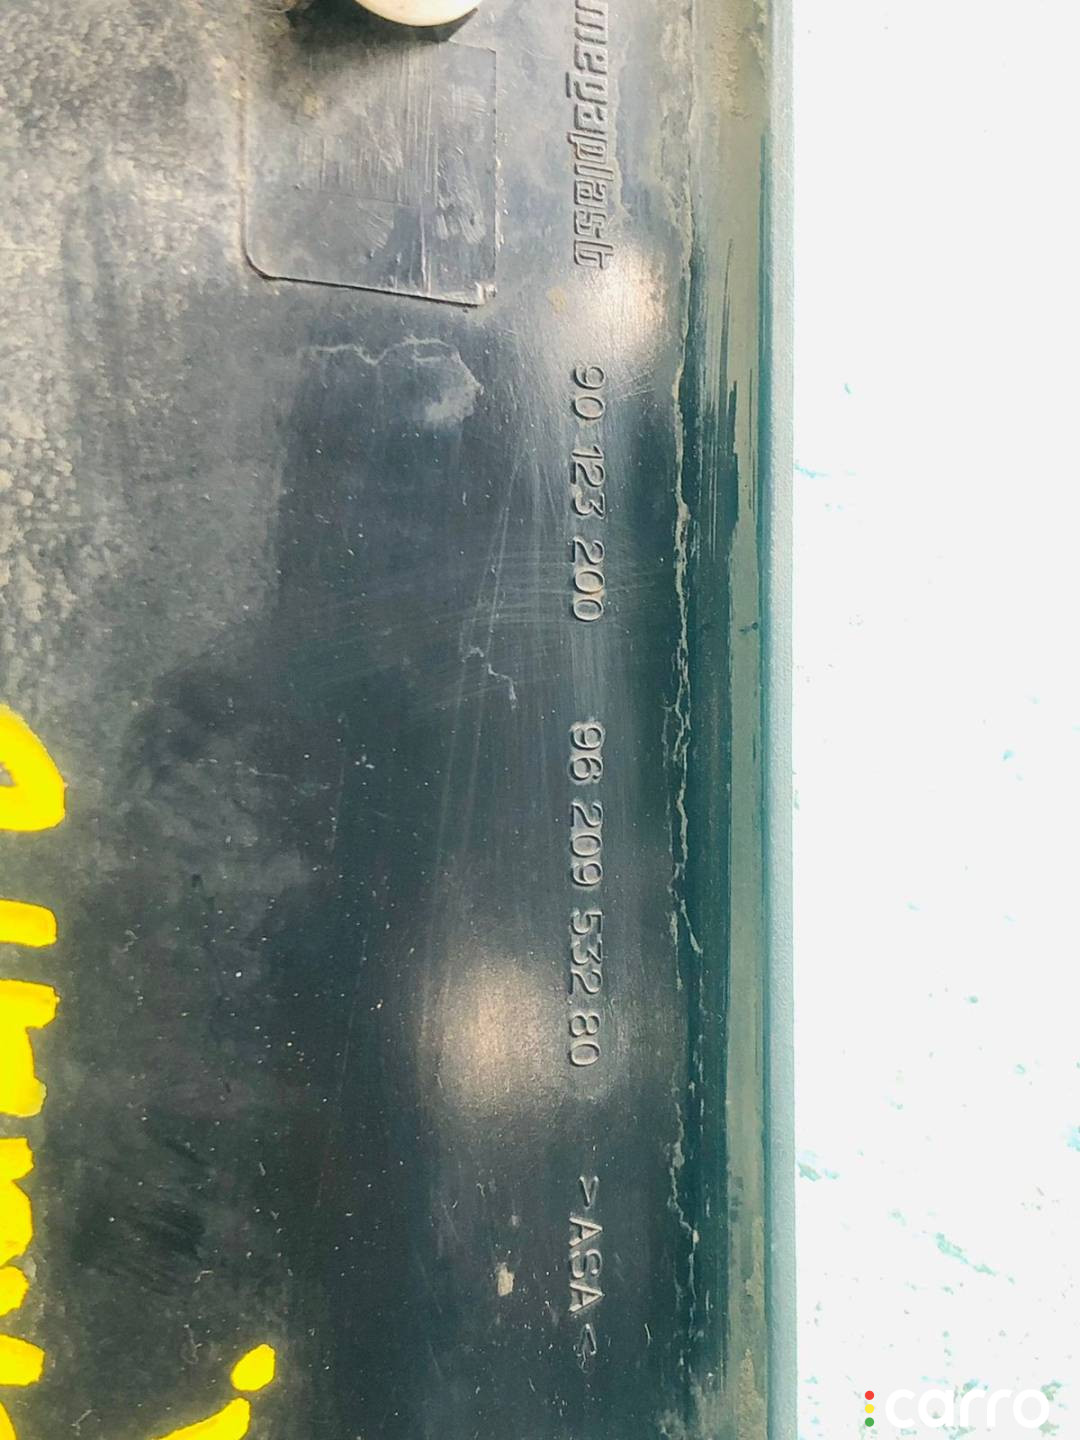 megaplast
90 123 200
96 209 532 80
>ASA<
carro